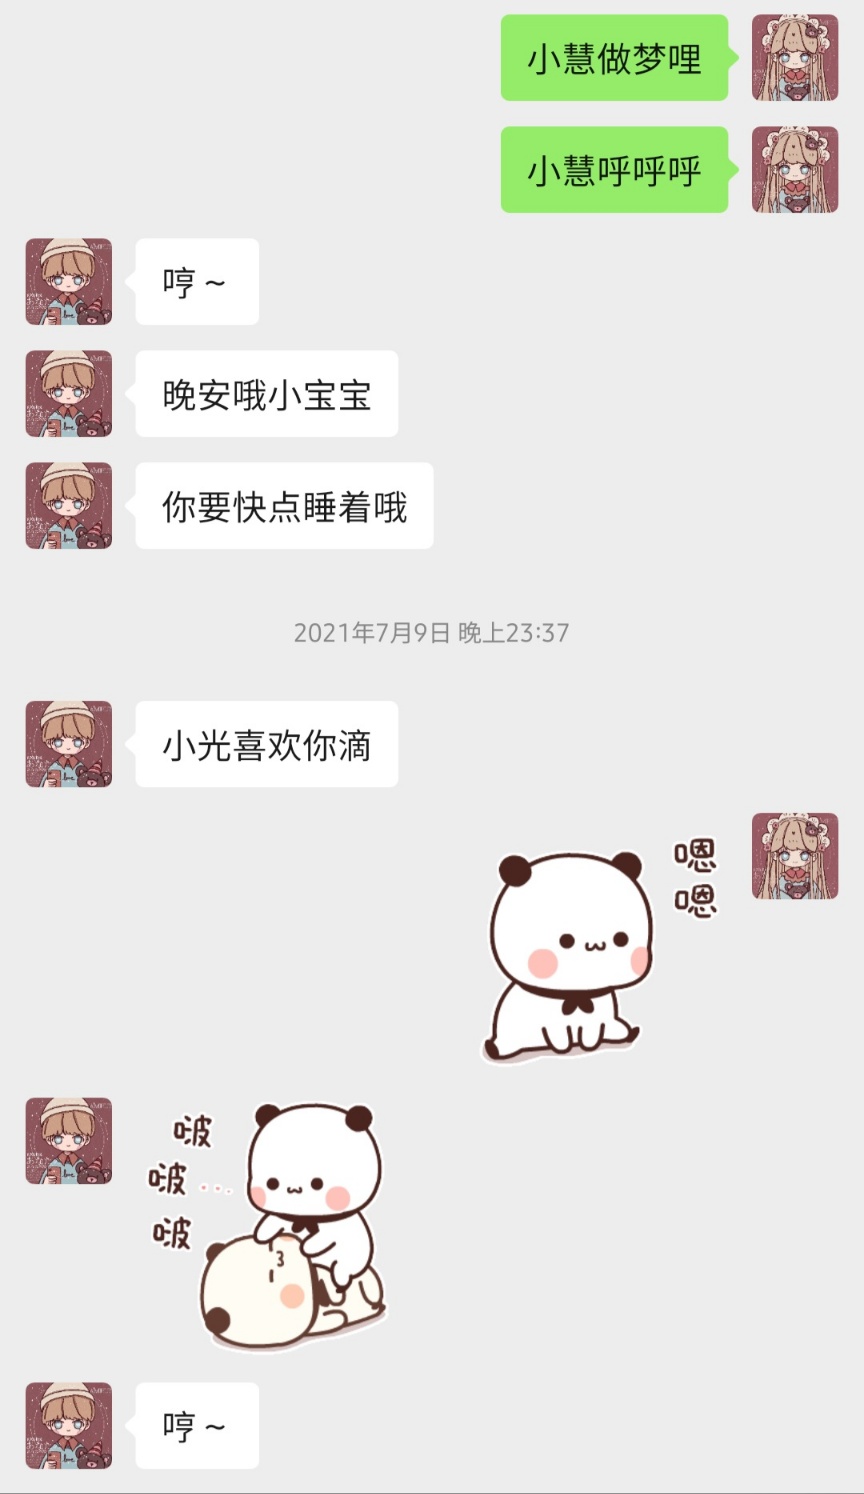 小慧做梦哩
小慧呼呼呼
哼～
晚安哦小宝宝
你要快点睡着哦
2021年7月9日 晚上23:37
小光喜欢你滴
嗯
嗯
啵
啵...
啵
哼～